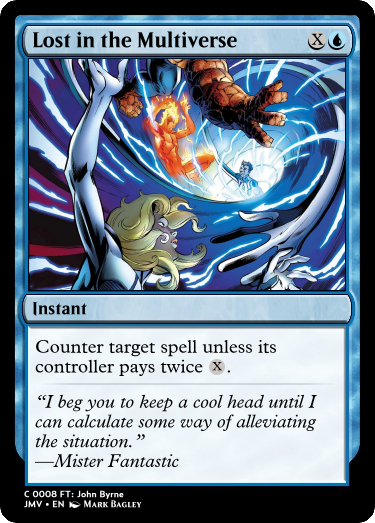 Lost in the Multiverse X
Instant
Counter target spell unless its
controller pays twice X.
“I beg you to keep a cool head until I
can calculate some way of alleviating
the situation.”
—Mister Fantastic
C 0008 FT: John Byrne
JMV • EN Mark Bagley